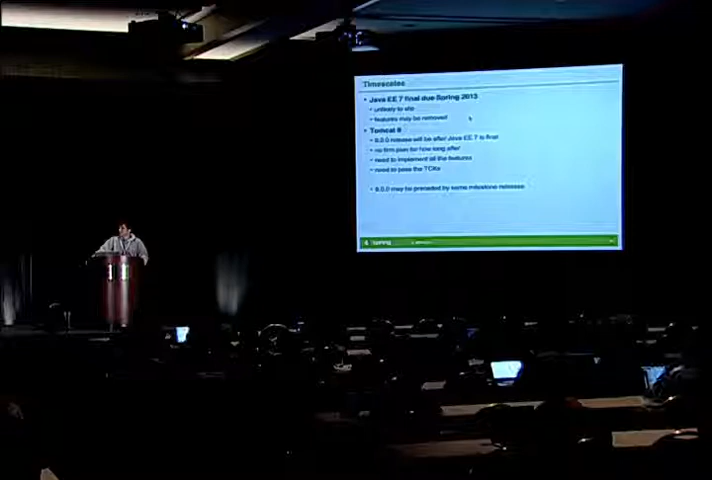 Timescales
Java EE 7 final due Spring 2013
unlikely to slip
features may be removed
Tomcat 8
8.0.0 release will be after Java EE 7 is final
no firm plan for how long after
need to implement all the features
need to pass the TCKs
8.0.0 may be preceded by some milestone releases
spring